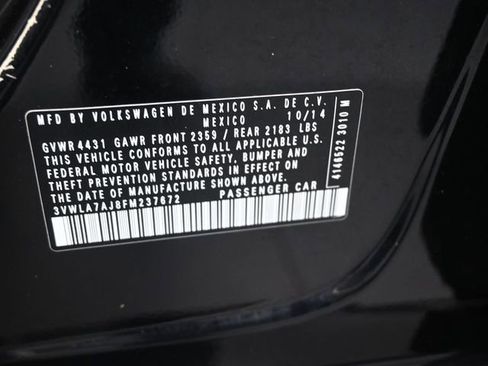 MFD BY VOLKSWAGEN DE MEXICO S.A. DE C.V.
MEXICO 10/14
GVWR 4431 GAWR FRONT 2359 / REAR 2183 LBS
THIS VEHICLE CONFORMS TO ALL APPLICABLE U.S.
FEDERAL MOTOR VEHICLE SAFETY, BUMPER AND
THEFT PREVENTION STANDARDS IN EFFECT ON
THE DATE OF MANUFACTURE SHOWN ABOVE.
3VWLA7AJ8FM237672 PASSENGER CAR
4146522 3010 M